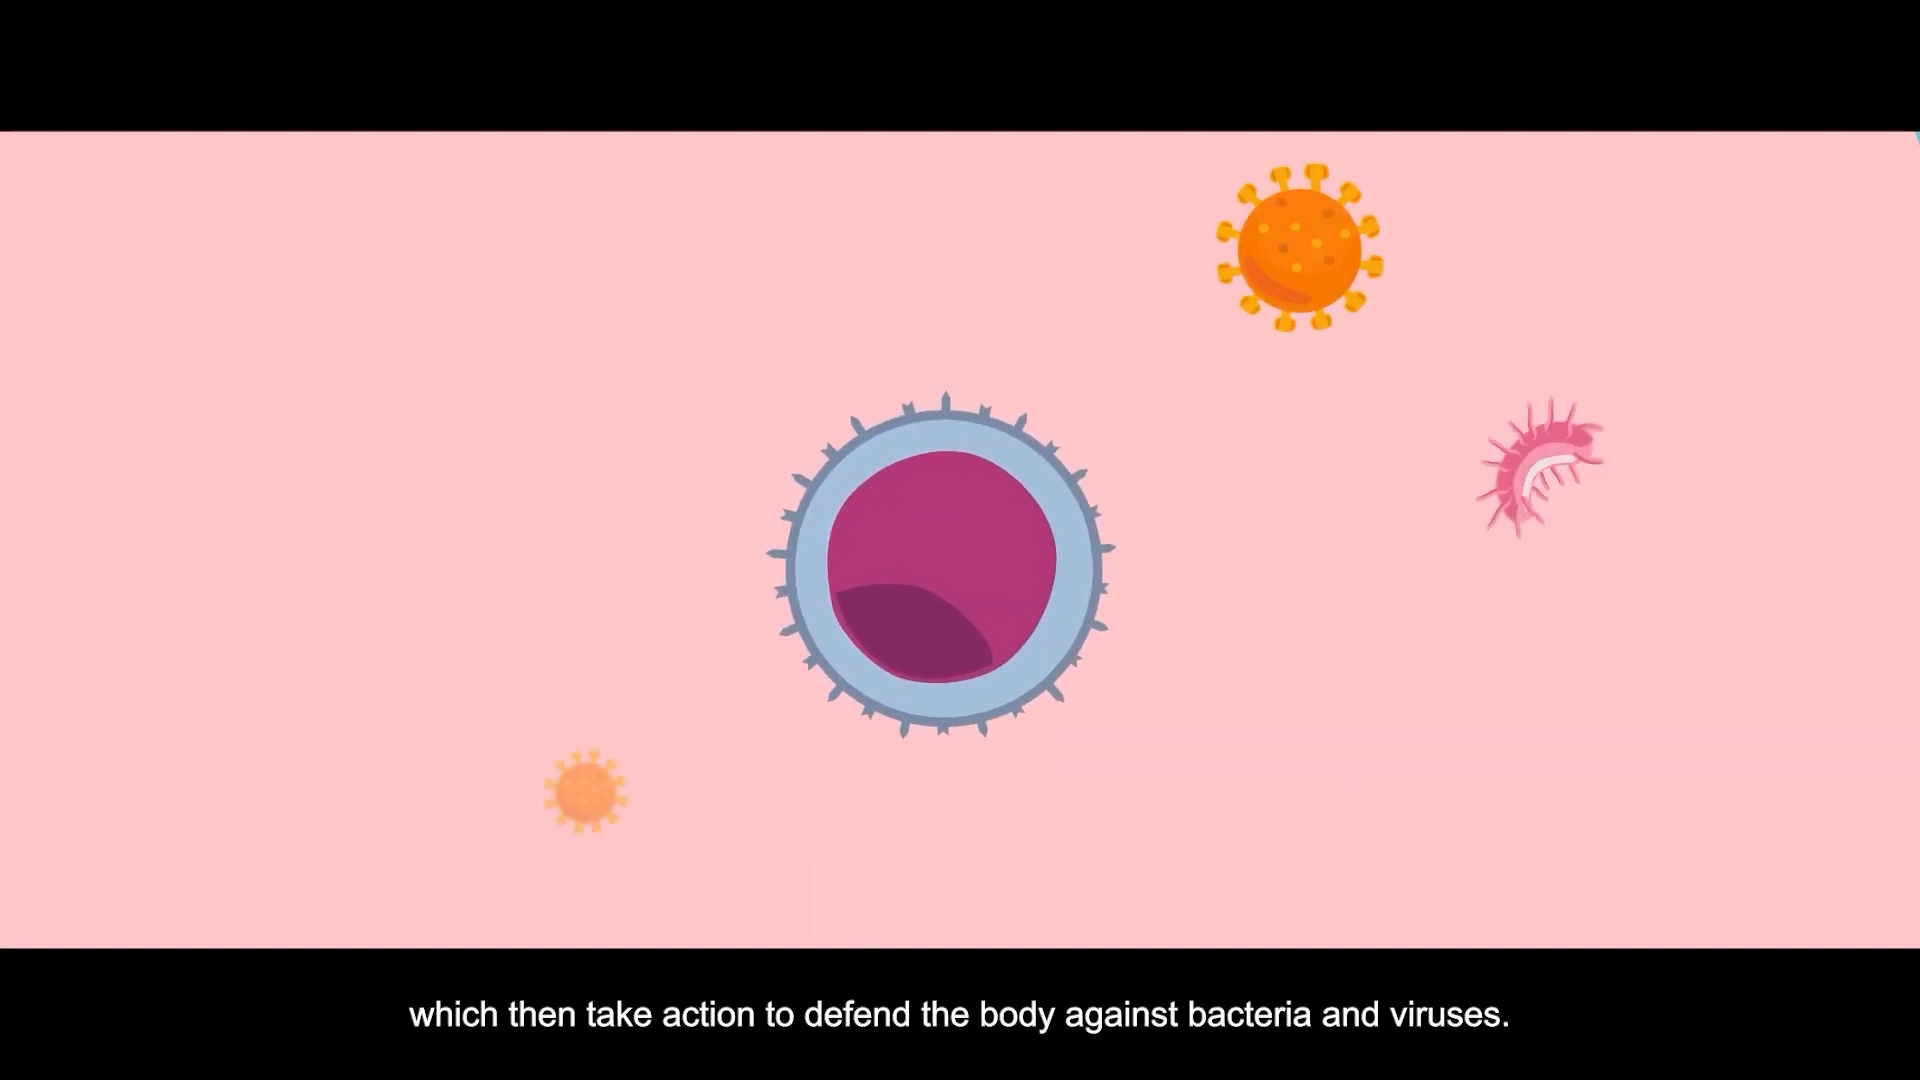 which then take action to defend the body against bacteria and viruses.